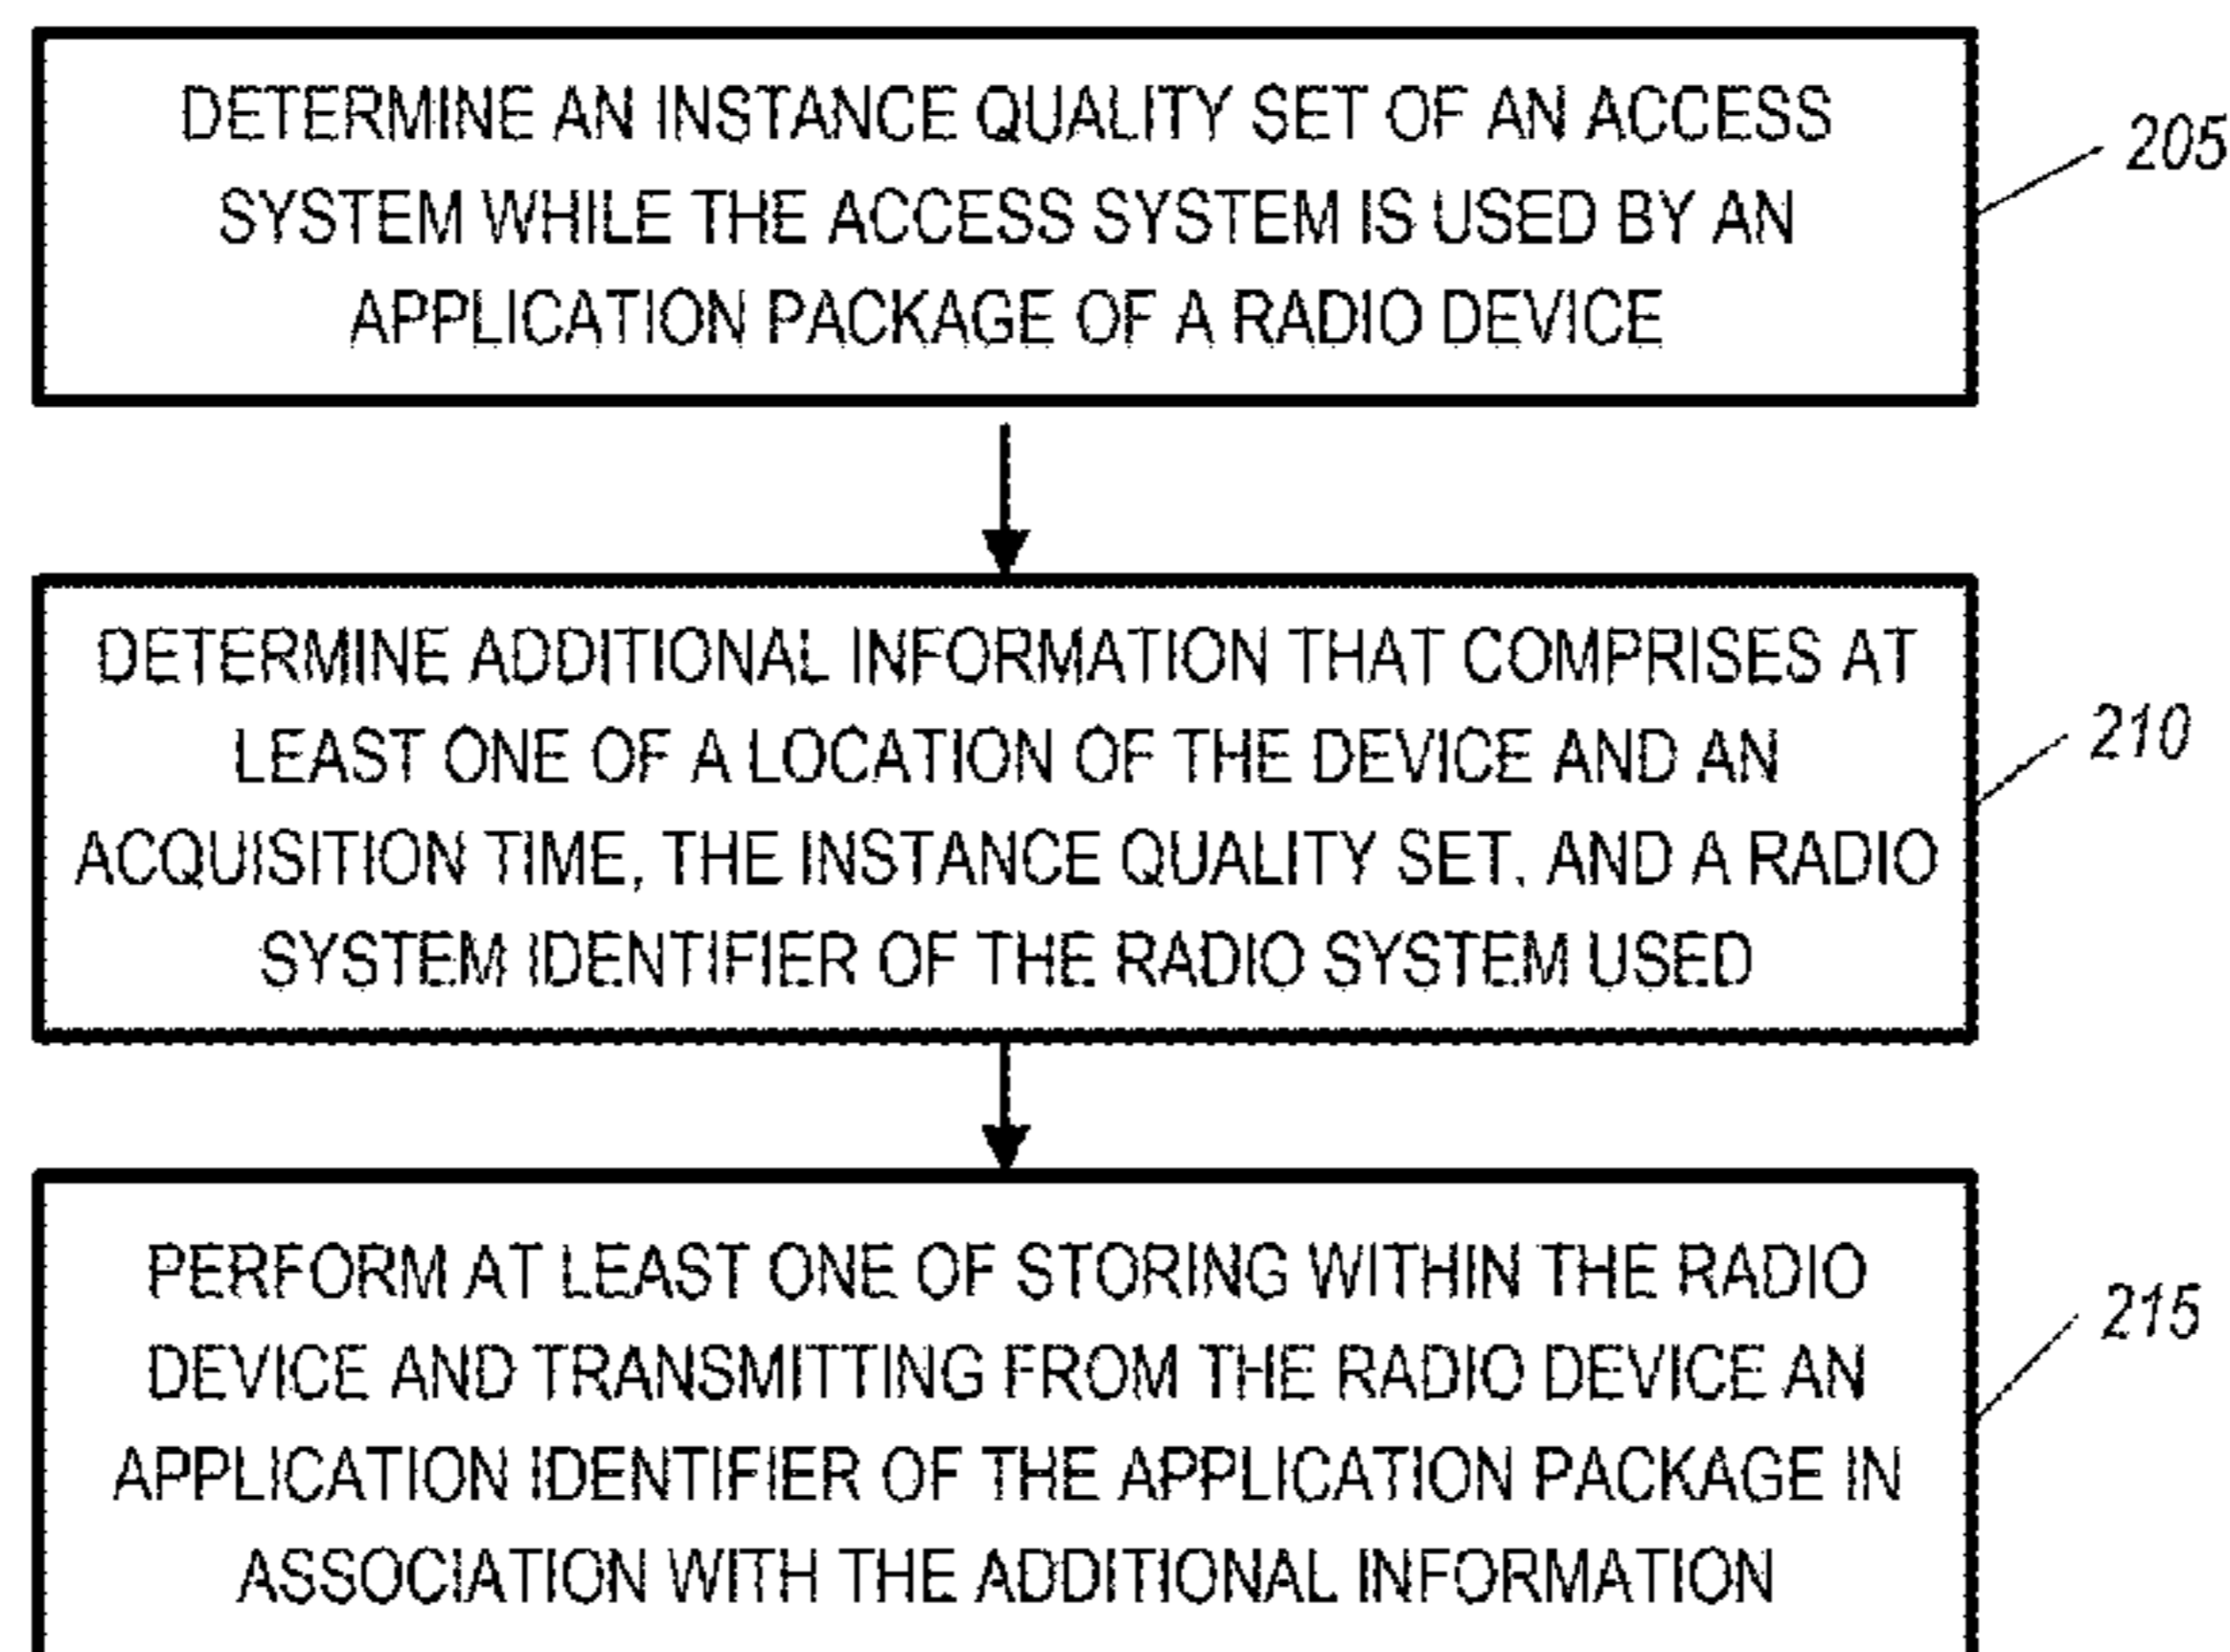 DETERMINE AN INSTANCE QUALITY SET OF AN ACCESS
SYSTEM WHILE THE ACCESS SYSTEM IS USED BY AN
APPLICATION PACKAGE OF A RADIO DEVICE
205
DETERMINE ADDITIONAL INFORMATION THAT COMPRISES AT
LEAST ONE OF A LOCATION OF THE DEVICE AND AN
ACQUISITION TIME, THE INSTANCE QUALITY SET, AND A RADIO
SYSTEM IDENTIFIER OF THE RADIO SYSTEM USED
210
PERFORM AT LEAST ONE OF STORING WITHIN THE RADIO
DEVICE AND TRANSMITTING FROM THE RADIO DEVICE AN
APPLICATION IDENTIFIER OF THE APPLICATION PACKAGE IN
ASSOCIATION WITH THE ADDITIONAL INFORMATION
215